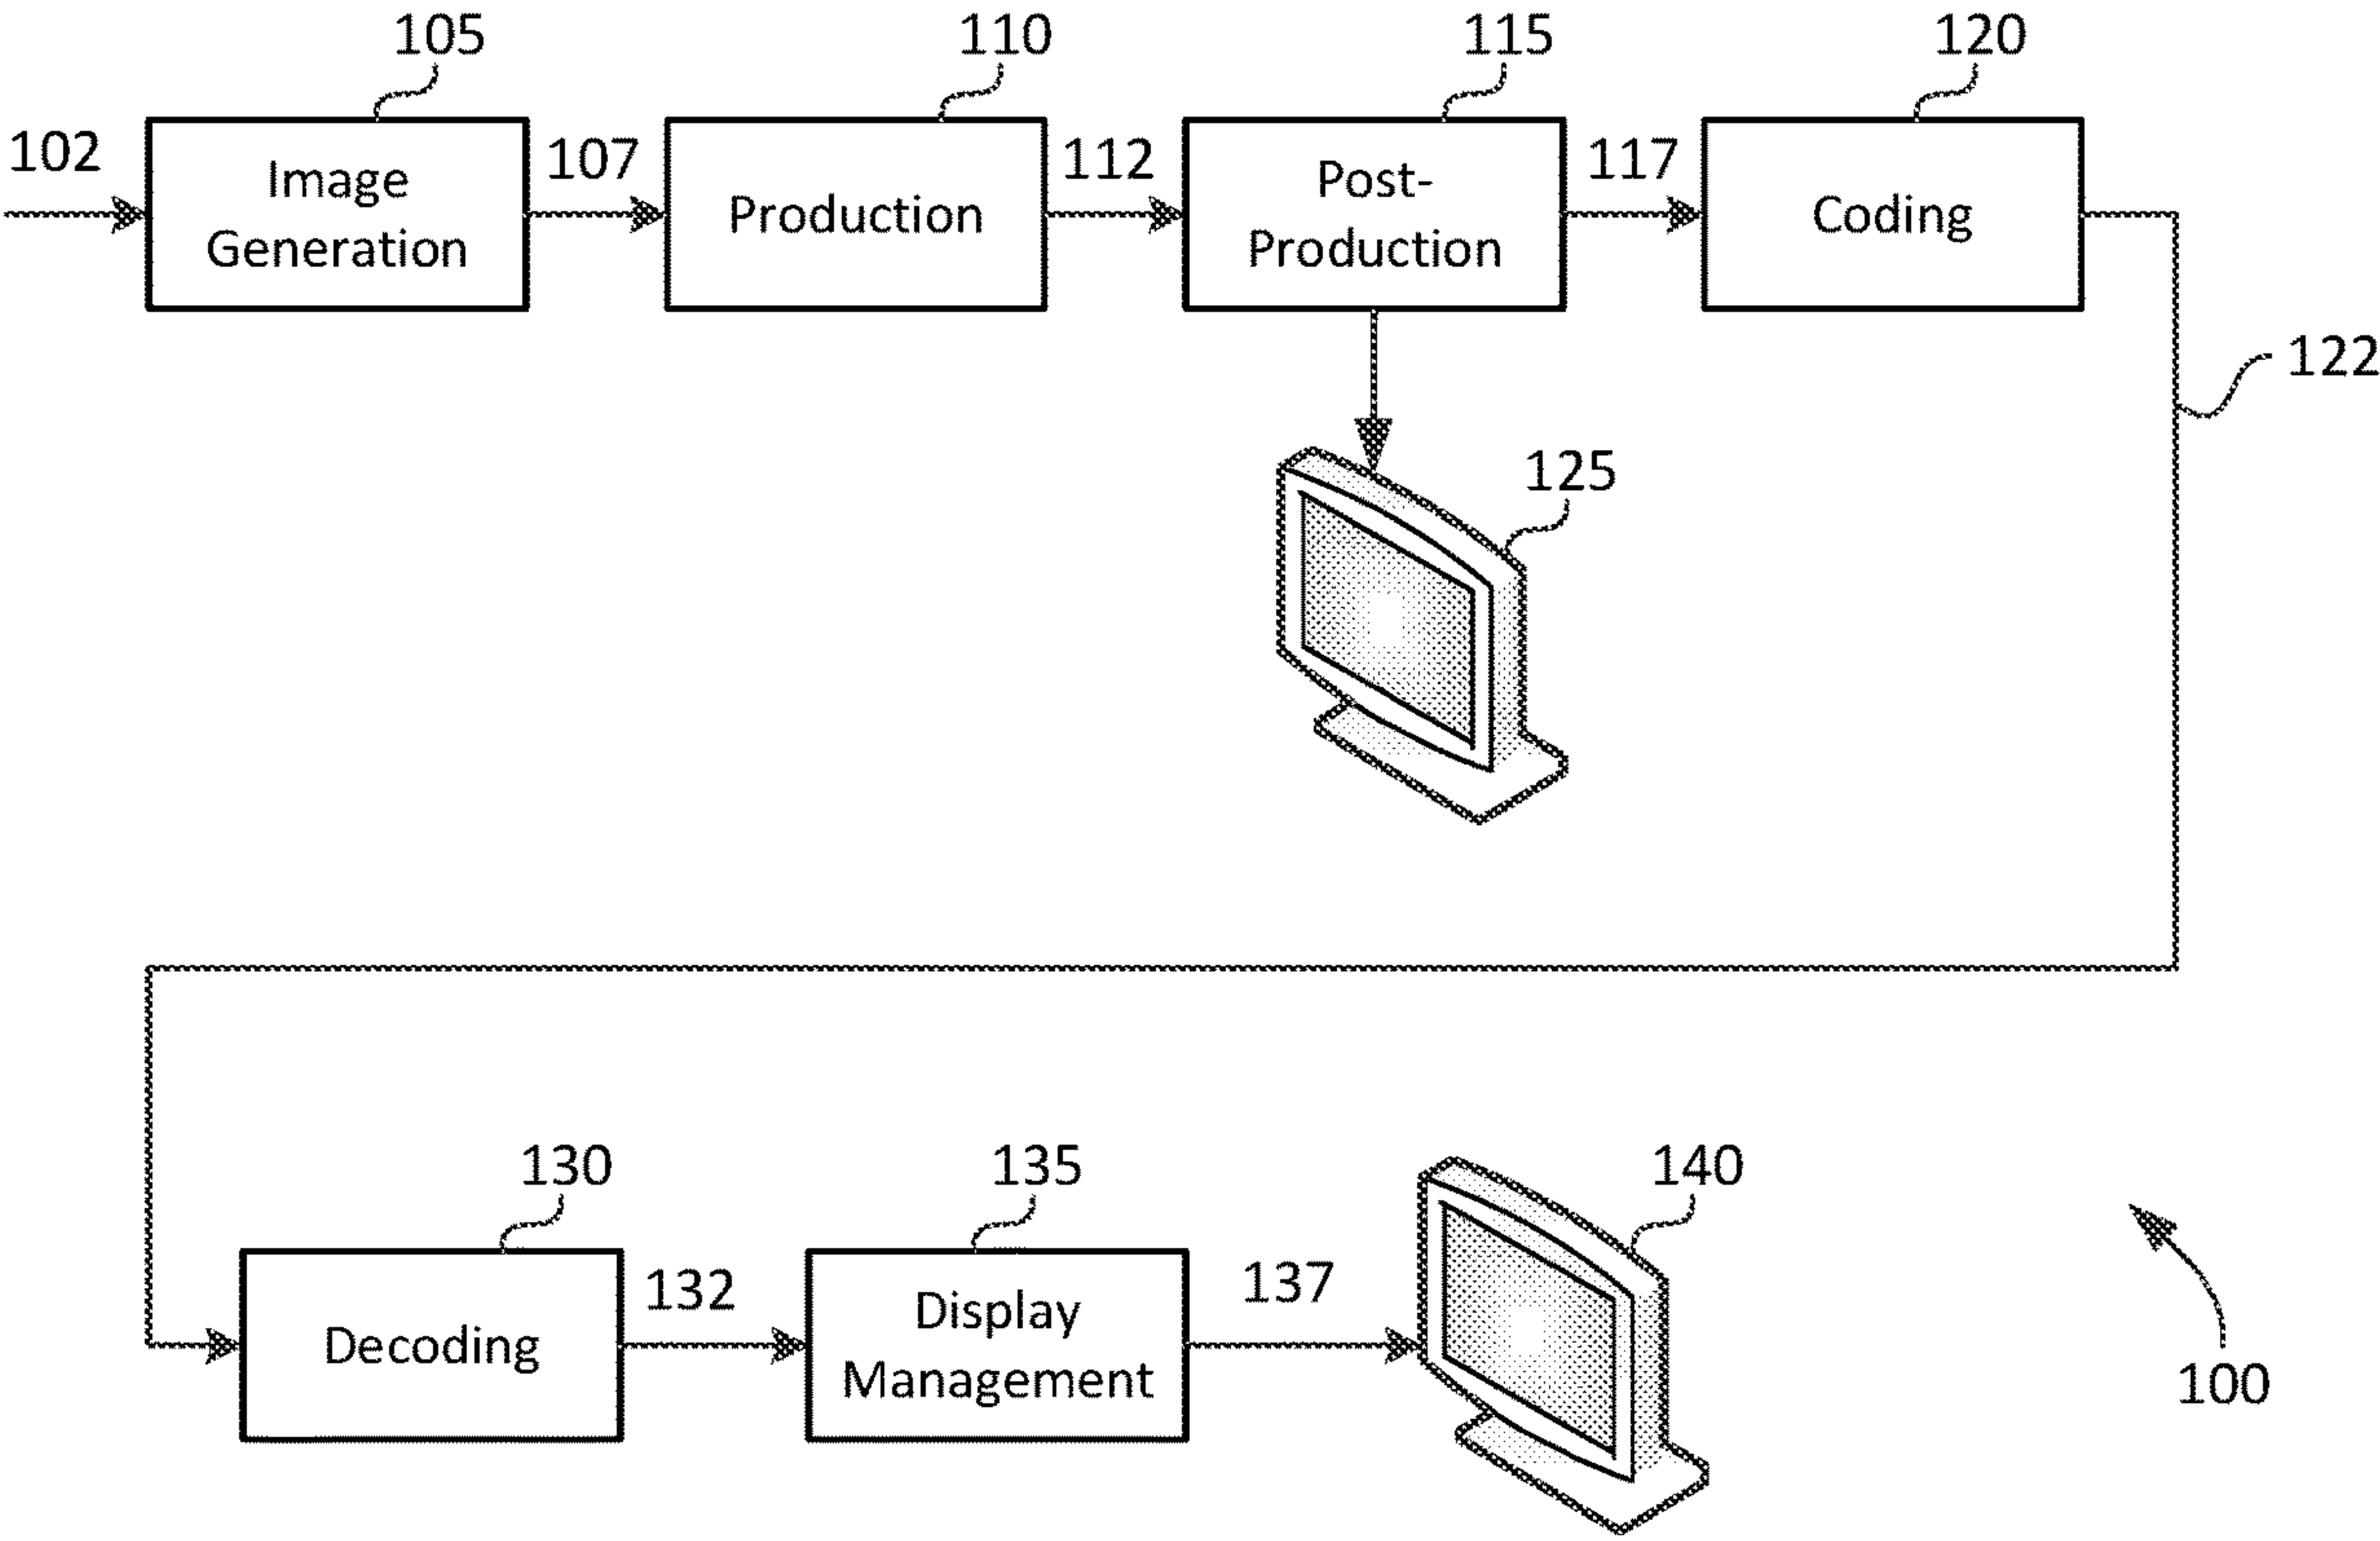 105
110
115
120
102
Image
Generation
107
Production
112
Post-
Production
117
Coding
122
125
130
135
140
Decoding
132
Display
Management
137
100